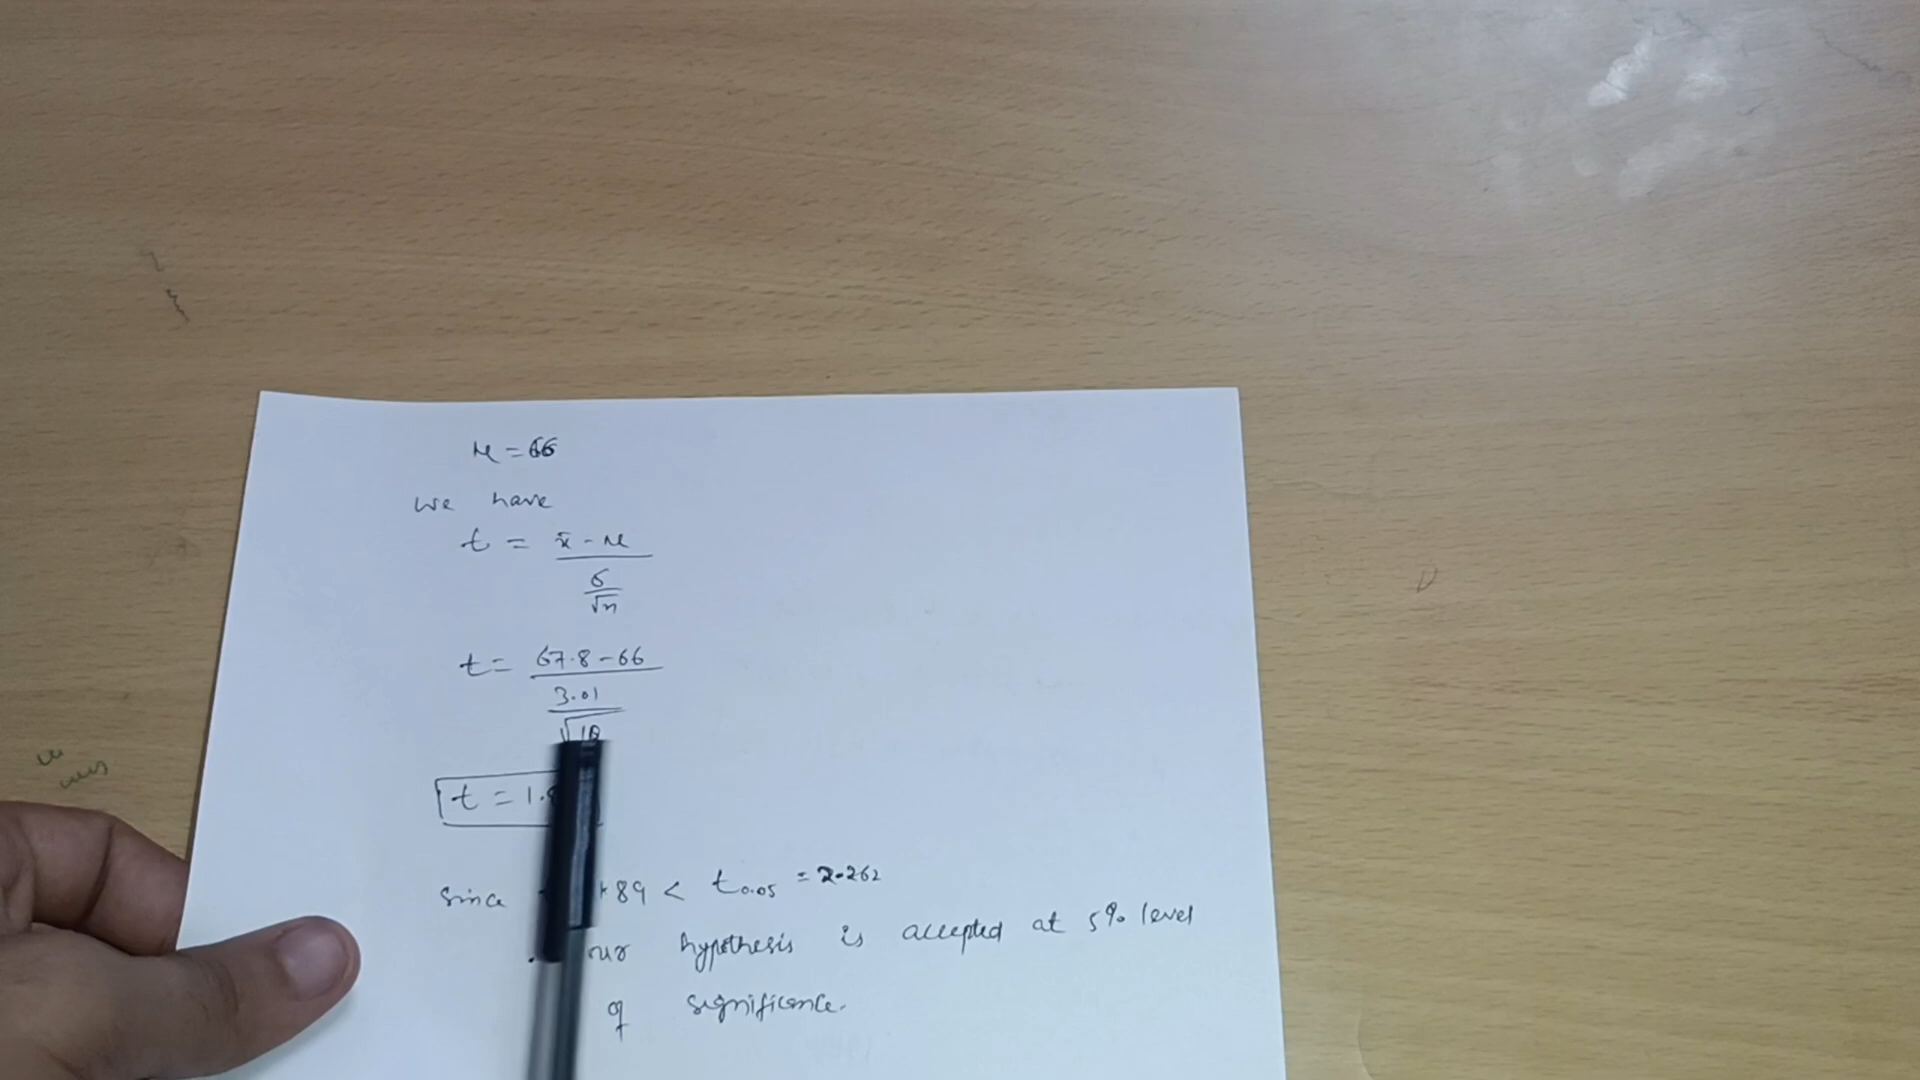 μ = 66
we have
t = x̄ - μ
σ
√n
t = 67.8 - 66
3.01
√10
t = 1.
since 89 < t0.05 = 2.262
hypothesis is accepted at 5% level
of significance.